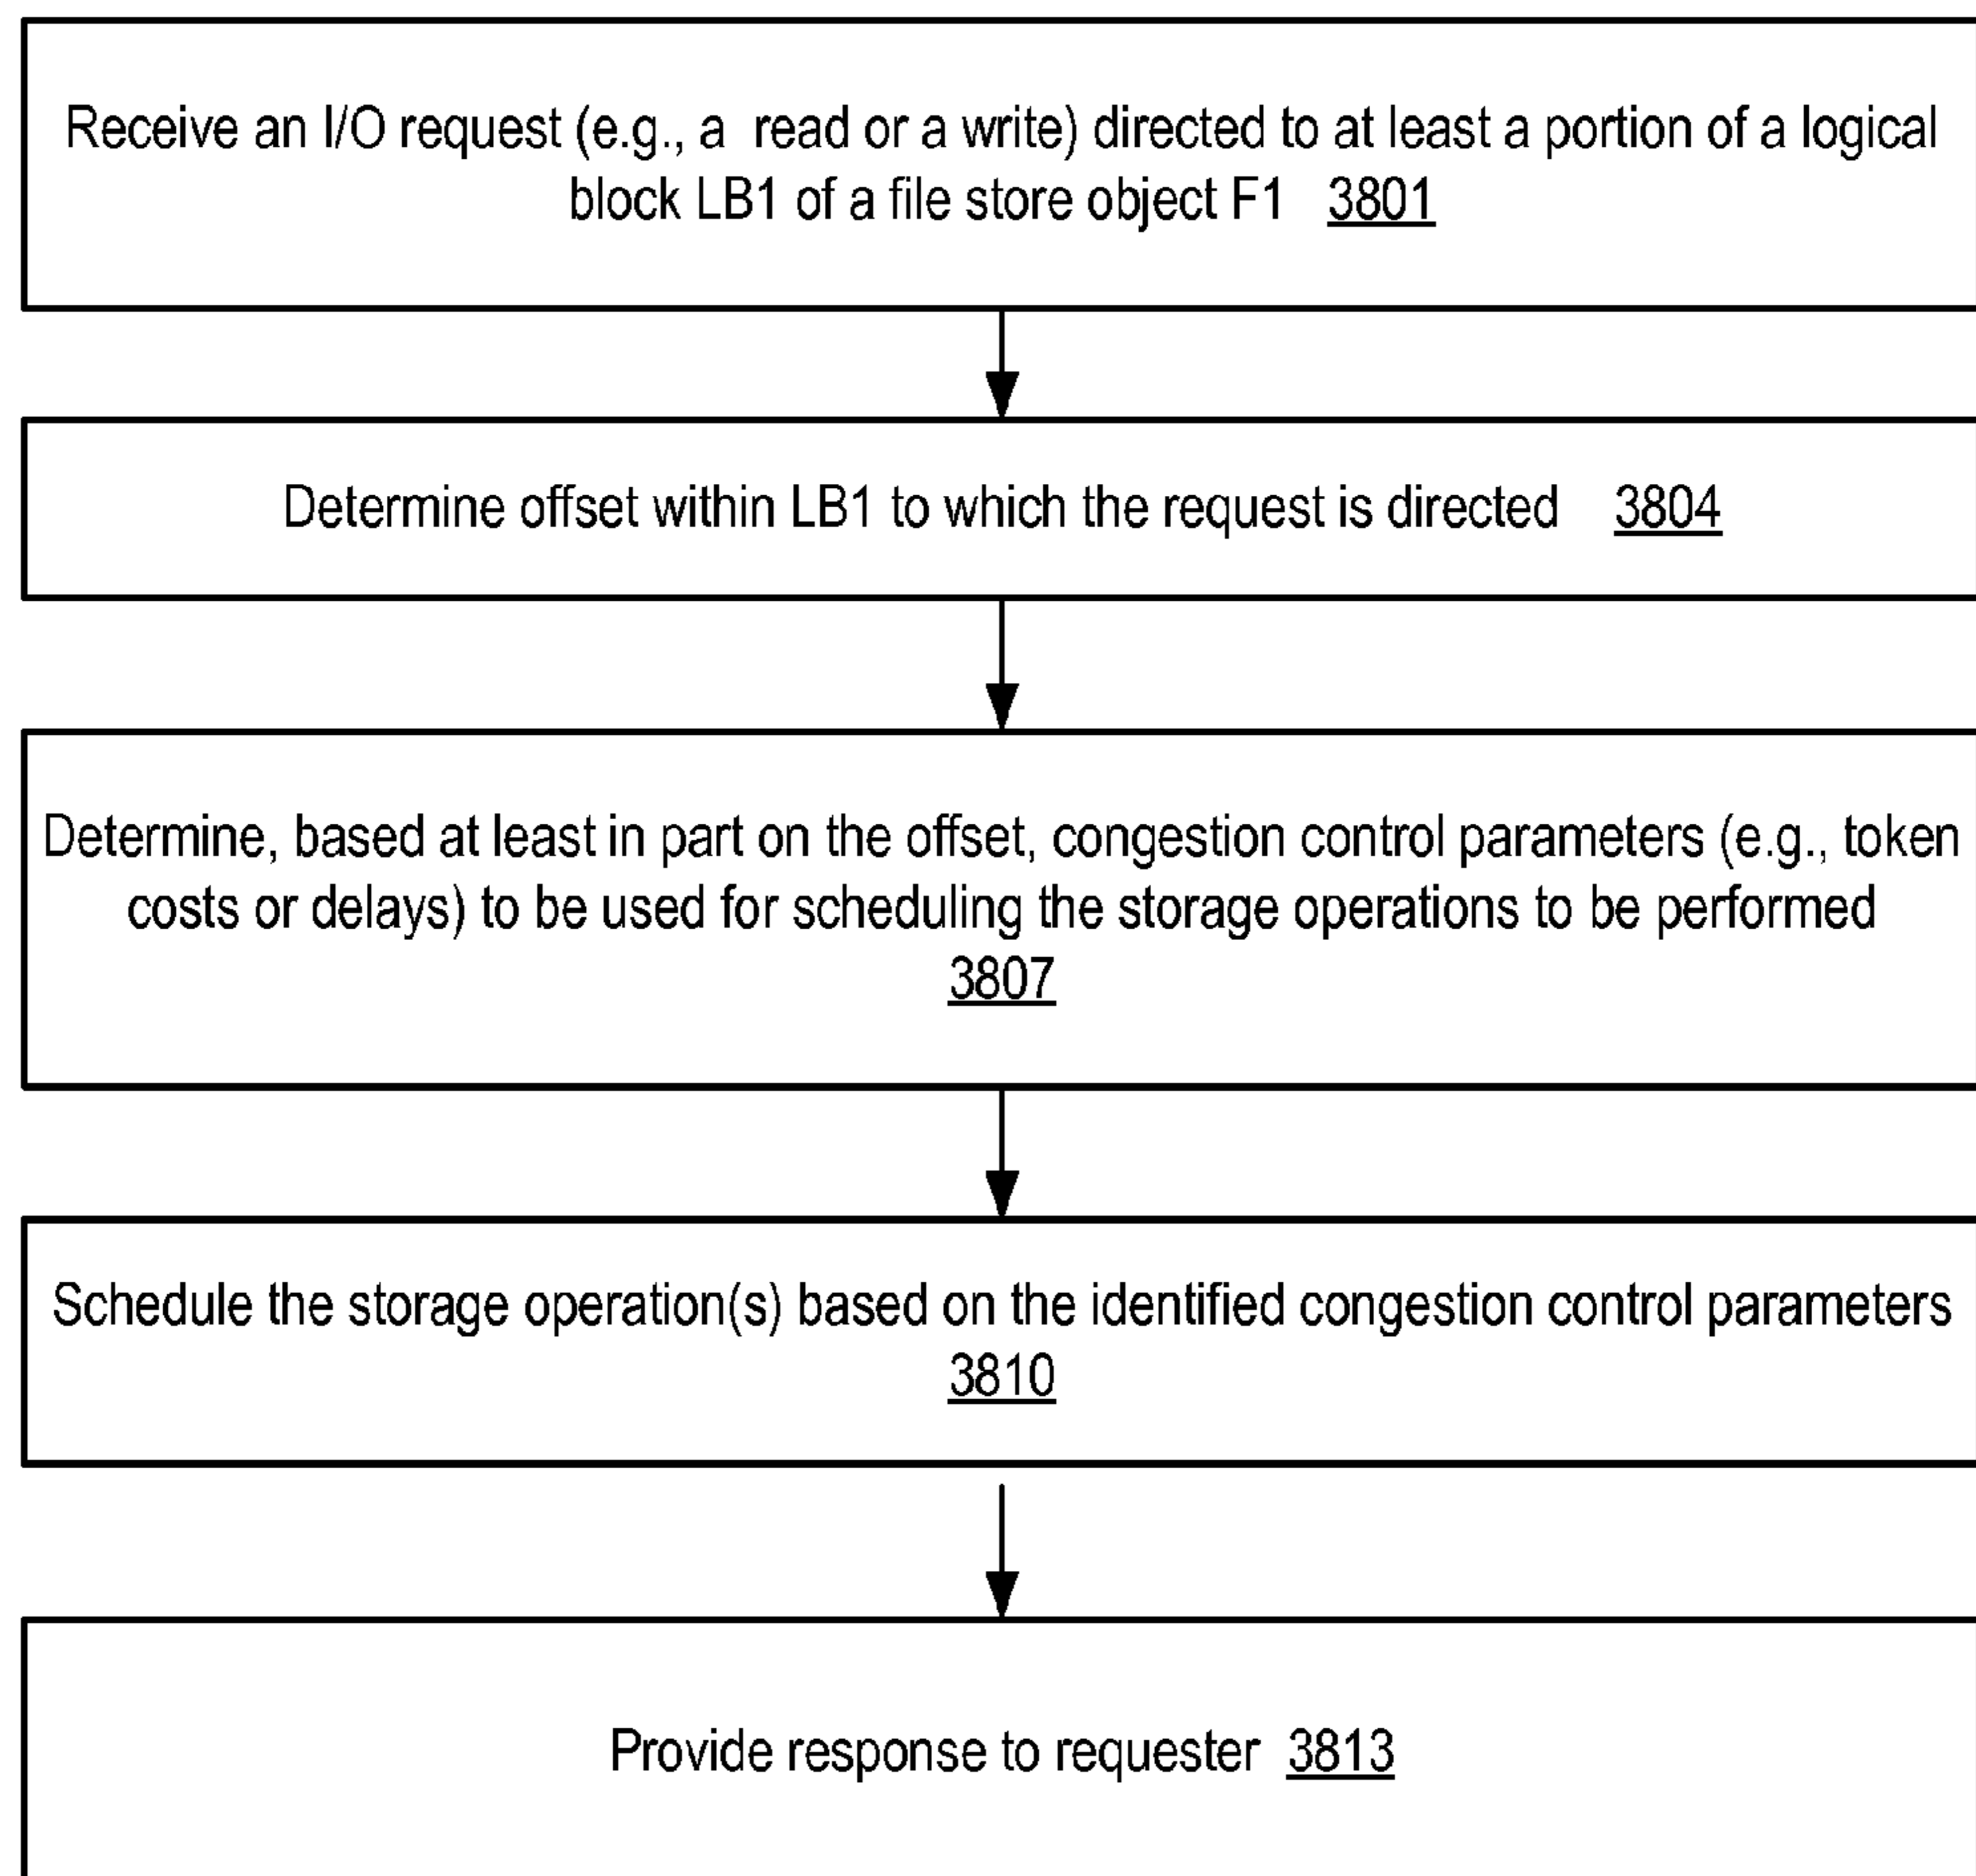 Receive an I/O request (e.g., a read or a write) directed to at least a portion of a logical
block LB1 of a file store object F1 3801
Determine offset within LB1 to which the request is directed 3804
Determine, based at least in part on the offset, congestion control parameters (e.g., token
costs or delays) to be used for scheduling the storage operations to be performed
3807
Schedule the storage operation(s) based on the identified congestion control parameters
3810
Provide response to requester 3813